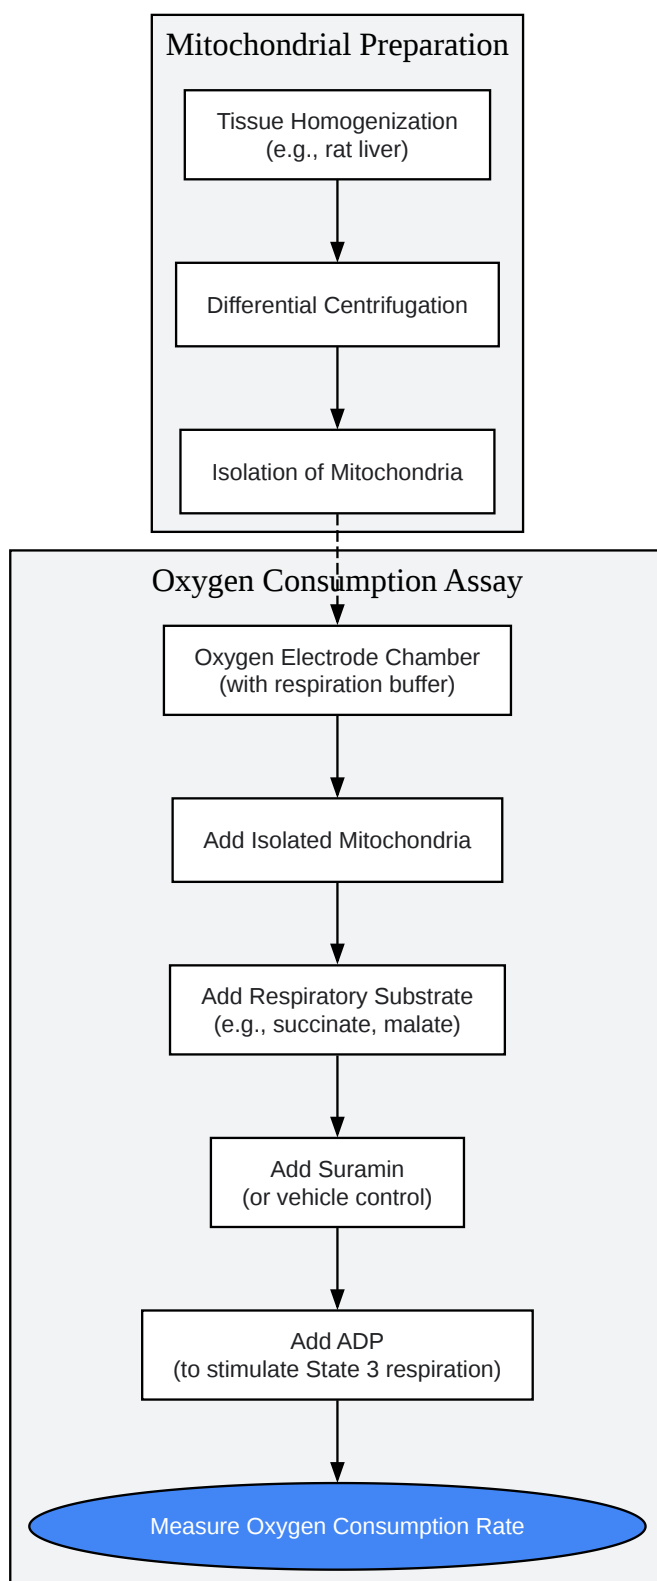 Mitochondrial Preparation
Tissue Homogenization
(e.g., rat liver)
Differential Centrifugation
Isolation of Mitochondria
Oxygen Consumption Assay
Oxygen Electrode Chamber
(with respiration buffer)
Add Isolated Mitochondria
Add Respiratory Substrate
(e.g., succinate, malate)
Add Suramin
(or vehicle control)
Add ADP
(to stimulate State 3 respiration)
Measure Oxygen Consumption Rate